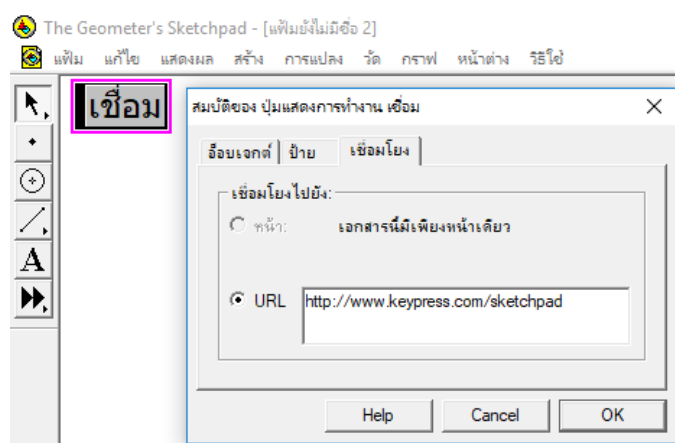 The Geometer's Sketchpad - [แฟ้มยังไม่มีชื่อ 2]
แฟ้ม แก้ไข แสดงผล สร้าง การแปลง วัด กราฟ หน้าต่าง วิธีใช้
เชื่อม
สมบัติของ ปุ่มแสดงการทำงาน เชื่อม
อ็อบเจกต์ ป้าย เชื่อมโยง
เชื่อมโยงไปยัง:
หน้า: เอกสารนี้มีเพียงหน้าเดียว
URL http://www.keypress.com/sketchpad
A
Help Cancel OK